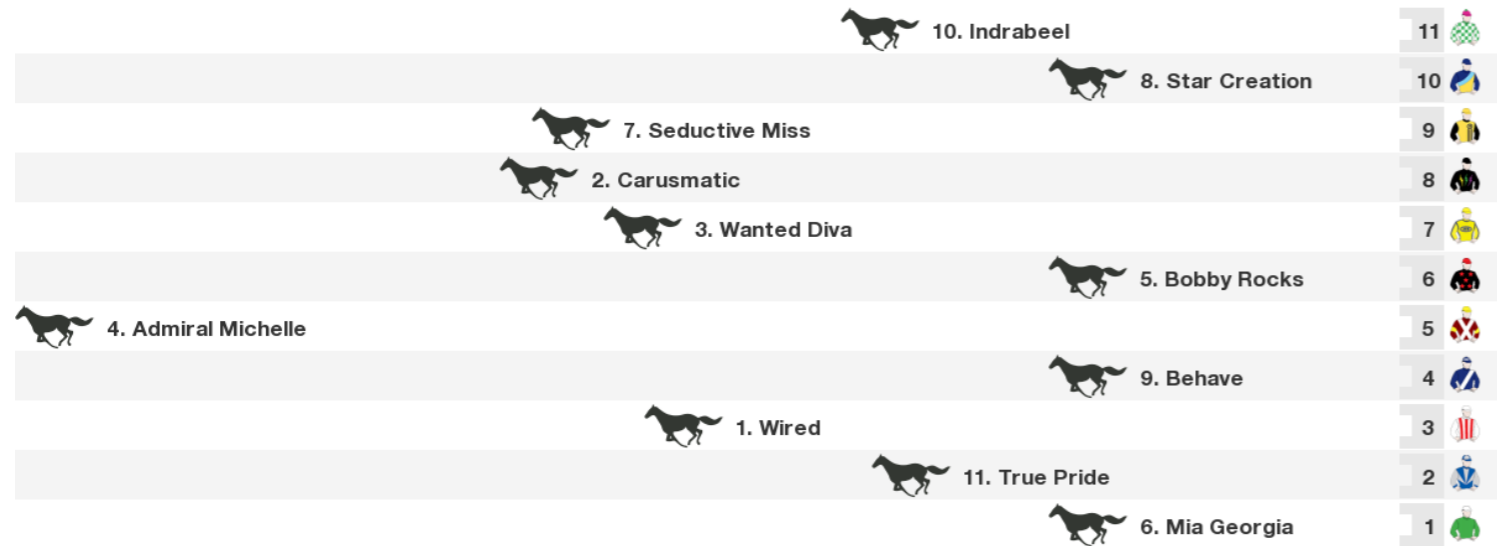 10. Indrabeel 11
8. Star Creation 10
7. Seductive Miss 9
2. Carusmatic 8
3. Wanted Diva 7
5. Bobby Rocks 6
4. Admiral Michelle 5
9. Behave 4
1. Wired 3
11. True Pride 2
6. Mia Georgia 1